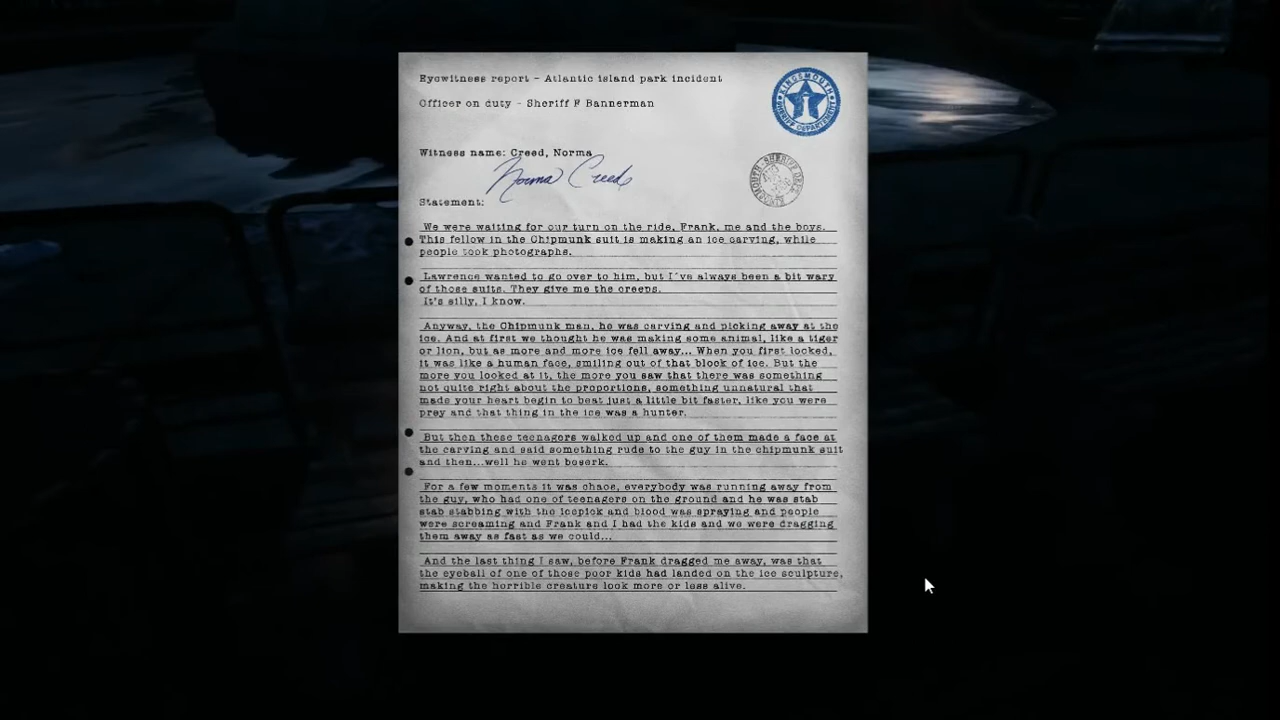 Eyewitness report - Atlantic island park incident
Officer on duty - Sheriff F Bannerman
KINGSMOUTH
SHERIFF DEPARTEMENT
Witness name: Creed, Norma
Norma Creed
Statement:
We were waiting for our turn on the ride, Frank, me and the boys.
This fellow in the Chipmunk suit is making an ice carving, while
people took photographs.
Lawrence wanted to go over to him, but I´ve always been a bit wary
of those suits. They give me the creeps.
It's silly, I know.
Anyway, the Chipmunk man, he was carving and picking away at the
ice. And at first we thought he was making some animal, like a tiger
or lion, but as more and more ice fell away... When you first looked,
it was like a human face, smiling out of that block of ice. But the
more you looked at it, the more you saw that there was something
not quite right about the proportions, something unnatural that
made your heart begin to beat just a little bit faster, like you were
prey and that thing in the ice was a hunter.
But then these teenagers walked up and one of them made a face at
the carving and said something rude to the guy in the chipmunk suit
and then...well he went beserk.
For a few moments it was chaos, everybody was running away from
the guy, who had one of teenagers on the ground and he was stab
stab stabbing with the icepick and blood was spraying and people
were screaming and Frank and I had the kids and we were dragging
them away as fast as we could...
And the last thing I saw, before Frank dragged me away, was that
the eyeball of one of those poor kids had landed on the ice sculpture,
making the horrible creature look more or less alive.